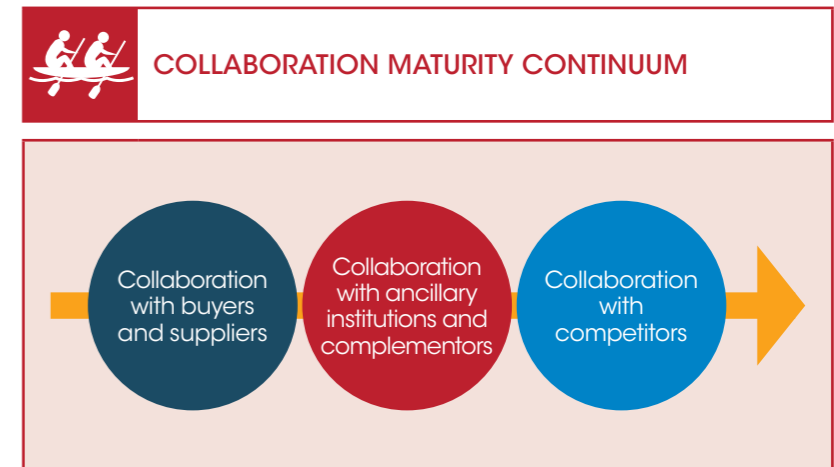 COLLABORATION MATURITY CONTINUUM
Collaboration
with buyers
and suppliers
Collaboration
with ancillary
institutions and
complementors
Collaboration
with
competitors